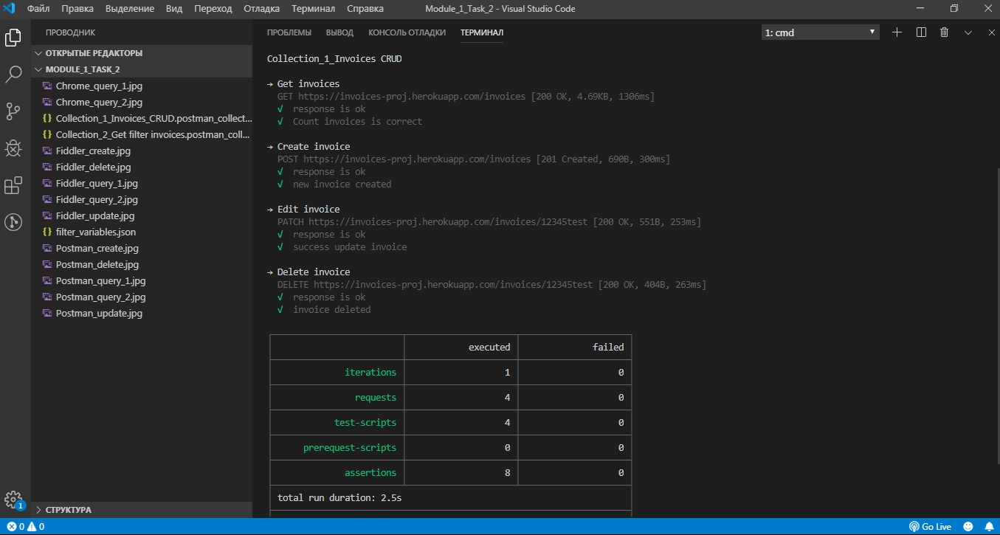 Файл Правка Выделение Вид Переход Отладка Терминал Справка Module_1_Task_2 - Visual Studio Code
ПРОВОДНИК
ОТКРЫТЫЕ РЕДАКТОРЫ
MODULE_1_TASK_2
Chrome_query_1.jpg
Chrome_query_2.jpg
{} Collection_1_Invoices_CRUD.postman_collect...
{} Collection_2_Get filter invoices.postman_coll...
Fiddler_create.jpg
Fiddler_delete.jpg
Fiddler_query_1.jpg
Fiddler_query_2.jpg
Fiddler_update.jpg
{} filter_variables.json
Postman_create.jpg
Postman_delete.jpg
Postman_query_1.jpg
Postman_query_2.jpg
Postman_update.jpg
СТРУКТУРА
ПРОБЛЕМЫ ВЫВОД КОНСОЛЬ ОТЛАДКИ ТЕРМИНАЛ 1: cmd
Collection_1_Invoices CRUD
→ Get invoices
GET https://invoices-proj.herokuapp.com/invoices [200 OK, 4.69KB, 1306ms]
√ response is ok
√ Count invoices is correct
→ Create invoice
POST https://invoices-proj.herokuapp.com/invoices [201 Created, 690B, 300ms]
√ response is ok
√ new invoice created
→ Edit invoice
PATCH https://invoices-proj.herokuapp.com/invoices/12345test [200 OK, 551B, 253ms]
√ response is ok
√ success update invoice
→ Delete invoice
DELETE https://invoices-proj.herokuapp.com/invoices/12345test [200 OK, 404B, 263ms]
√ response is ok
√ invoice deleted
executed failed
iterations 1 0
requests 4 0
test-scripts 4 0
prerequest-scripts 0 0
assertions 8 0
total run duration: 2.5s
1
0 0 Go Live